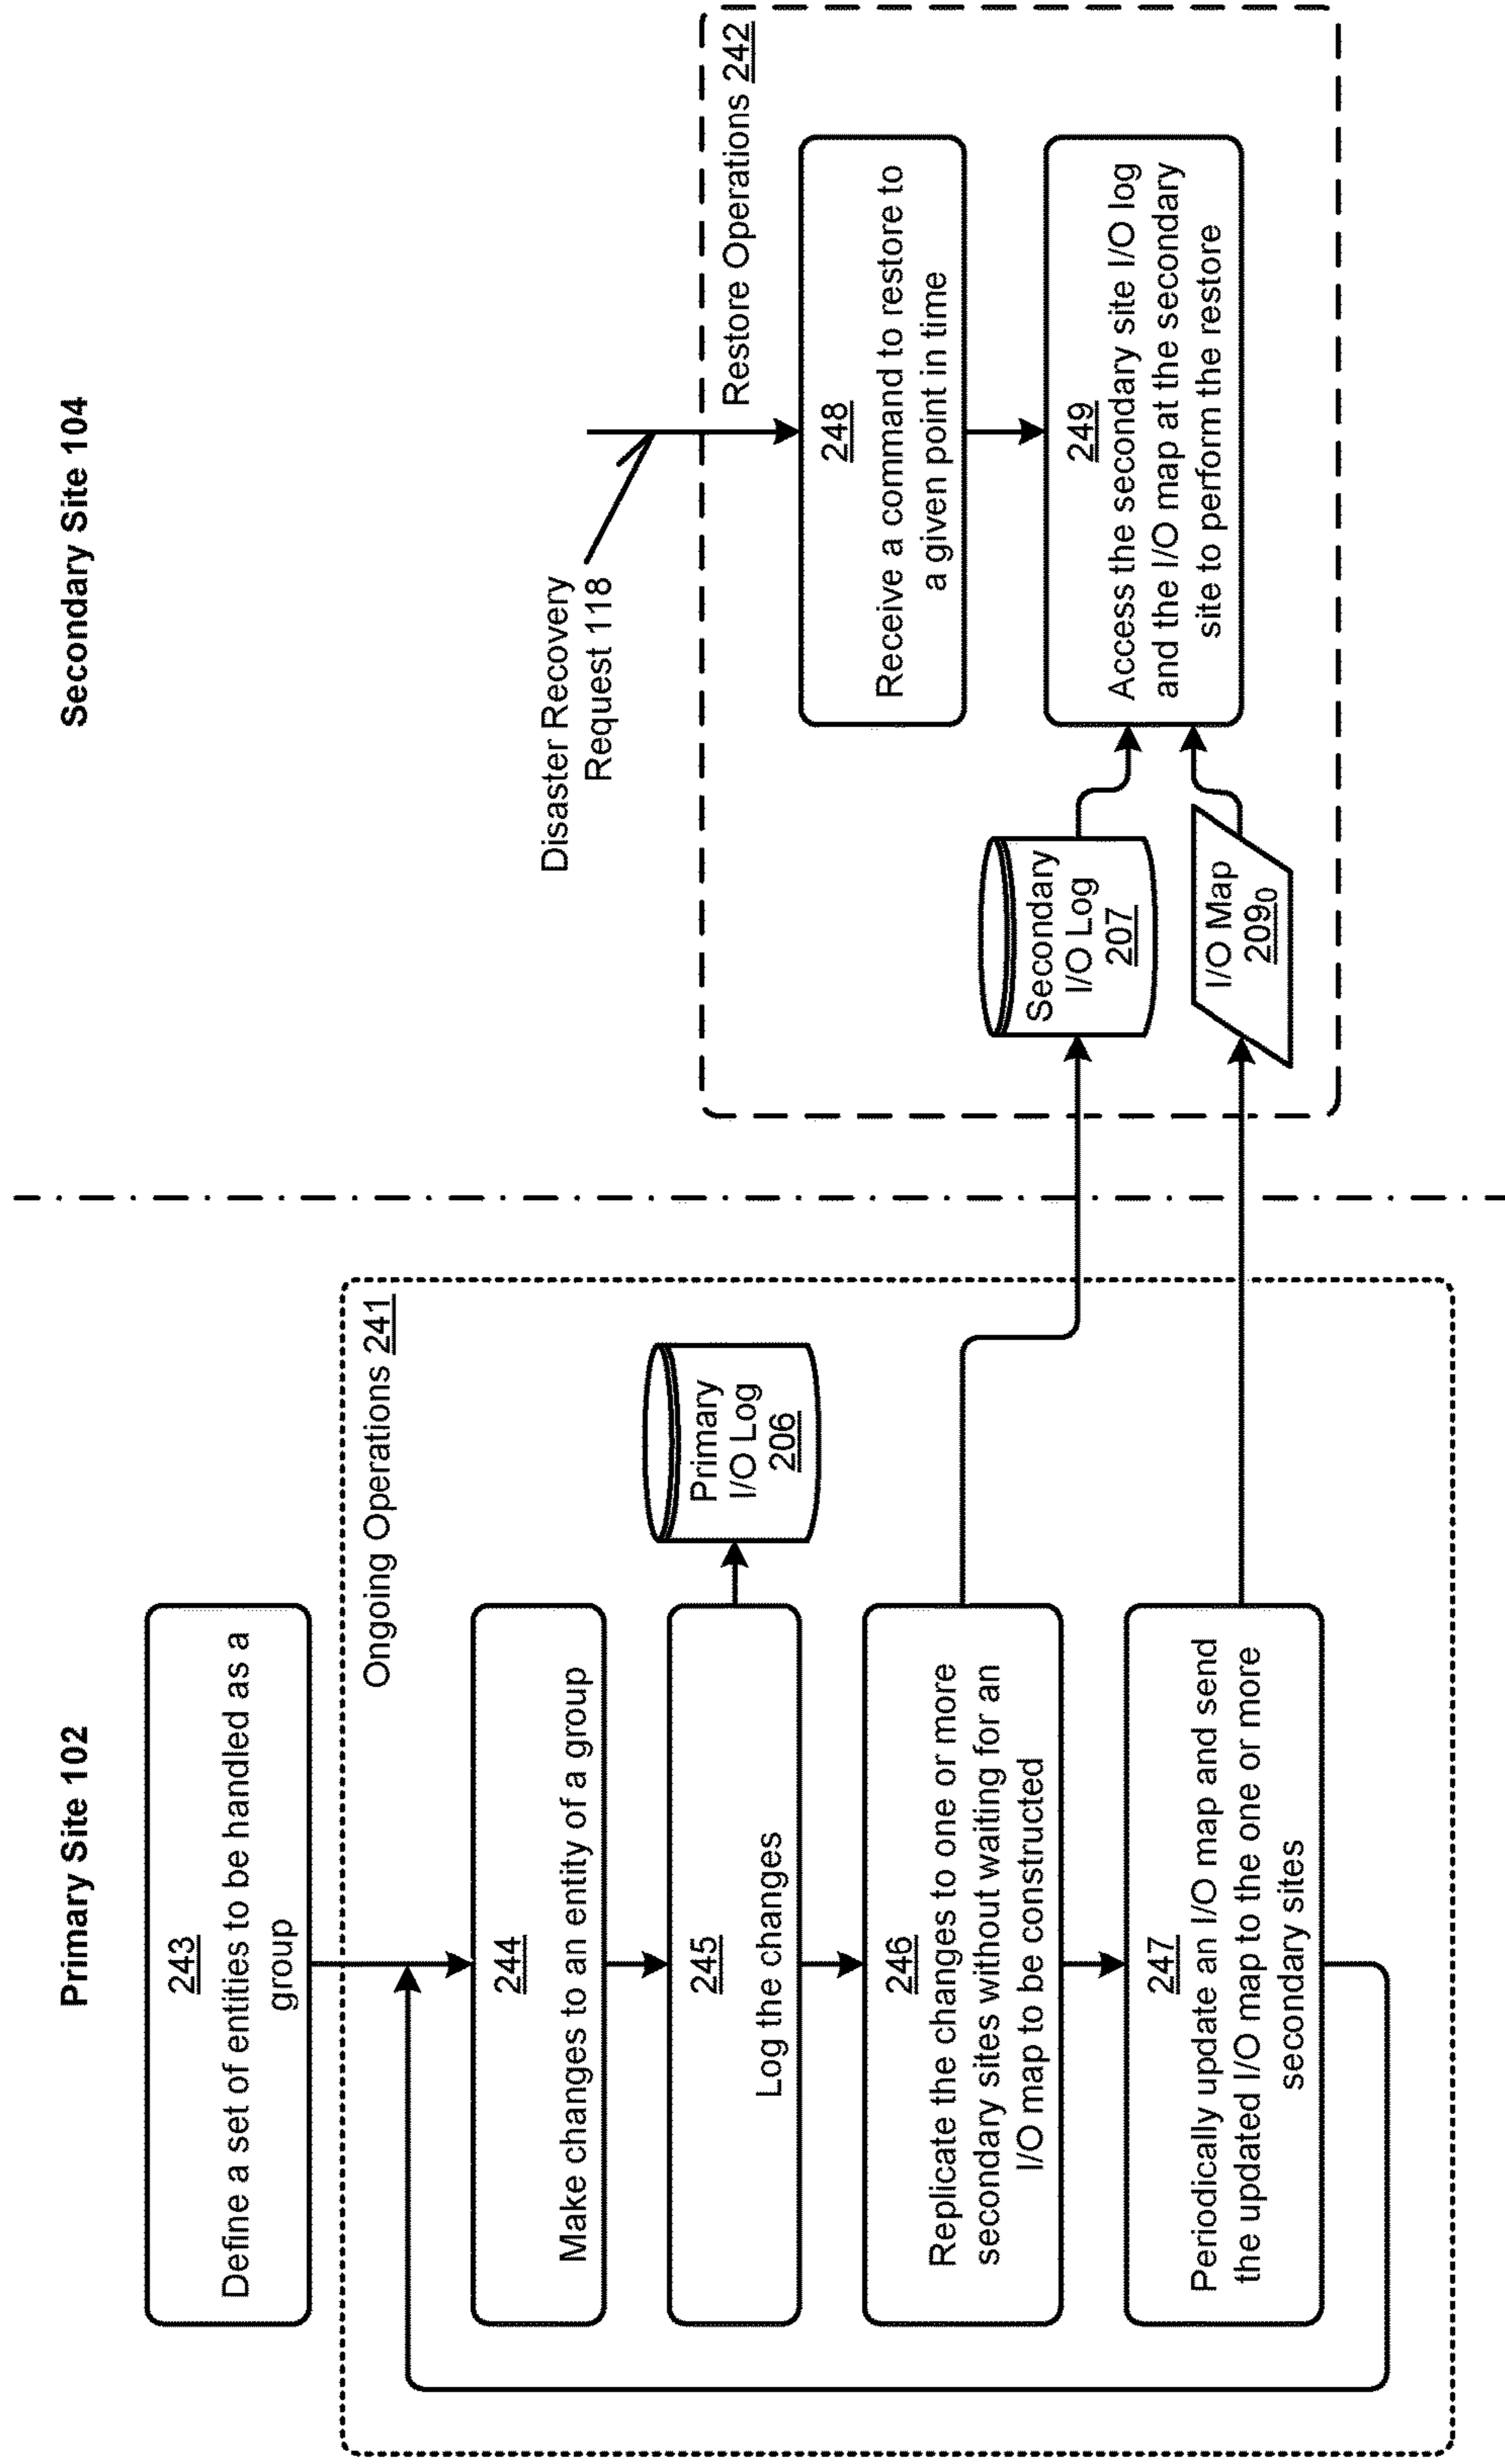 Primary Site 102
243
Define a set of entities to be handled as a
group
Ongoing Operations 241
244
Make changes to an entity of a group
245
Log the changes
Primary
I/O Log
206
246
Replicate the changes to one or more
secondary sites without waiting for an
I/O map to be constructed
247
Periodically update an I/O map and send
the updated I/O map to the one or more
secondary sites
Secondary Site 104
Disaster Recovery
Request 118
Restore Operations 242
248
Receive a command to restore to
a given point in time
Secondary
I/O Log
207
I/O Map
209₀
249
Access the secondary site I/O log
and the I/O map at the secondary
site to perform the restore